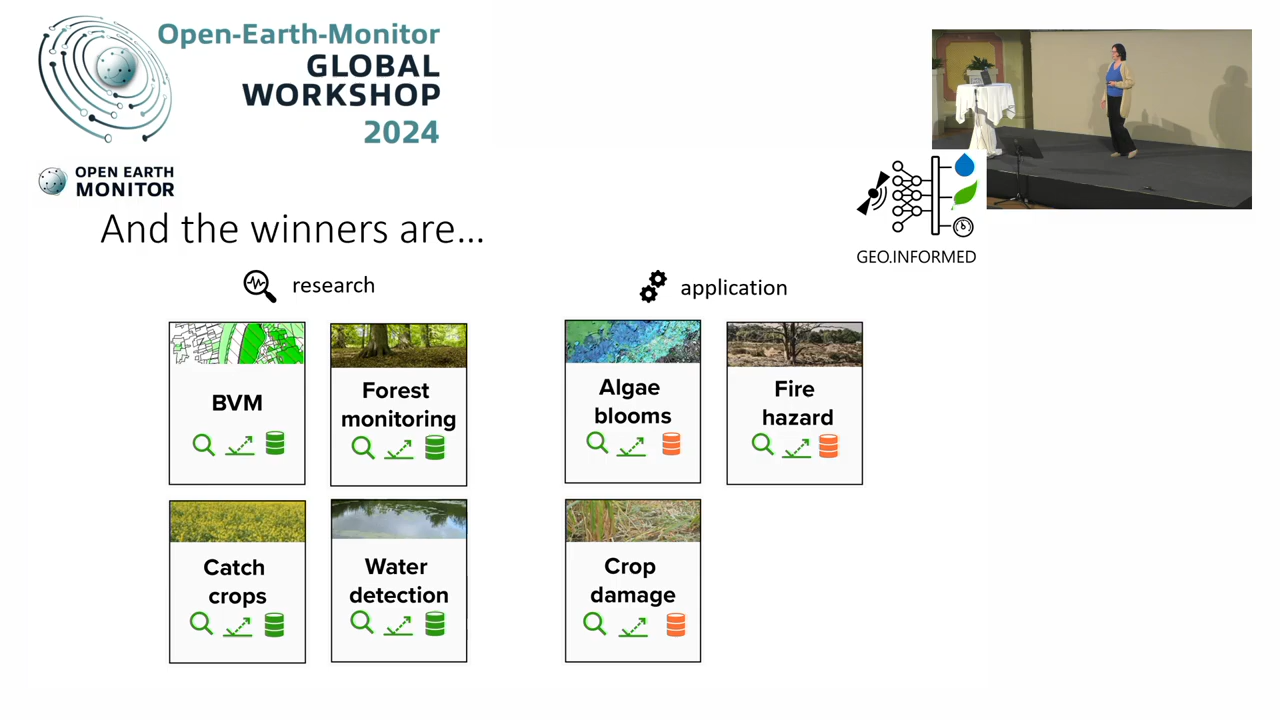 Open-Earth-Monitor
GLOBAL
WORKSHOP
2024
OPEN EARTH
MONITOR
And the winners are...
GEO.INFORMED
research
application
BVM
Forest
monitoring
Algae
blooms
Fire
hazard
Catch
crops
Water
detection
Crop
damage